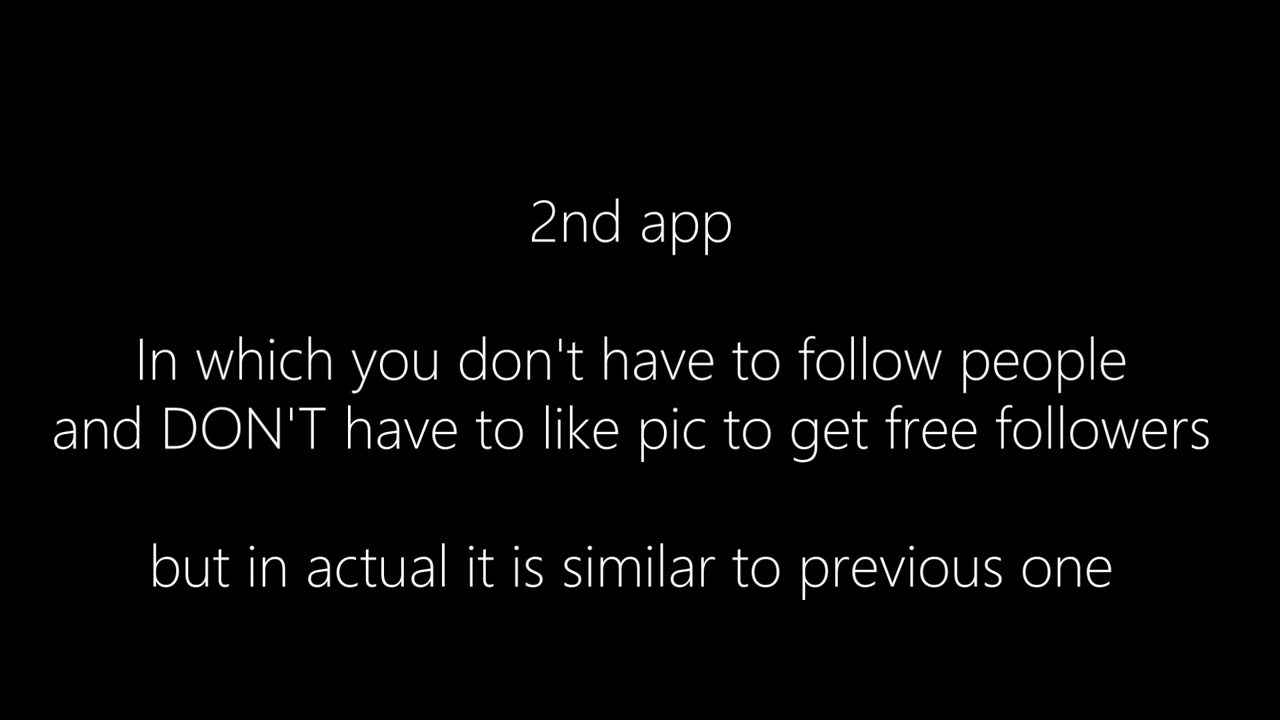 2nd app
In which you don't have to follow people
and DON'T have to like pic to get free followers
but in actual it is similar to previous one